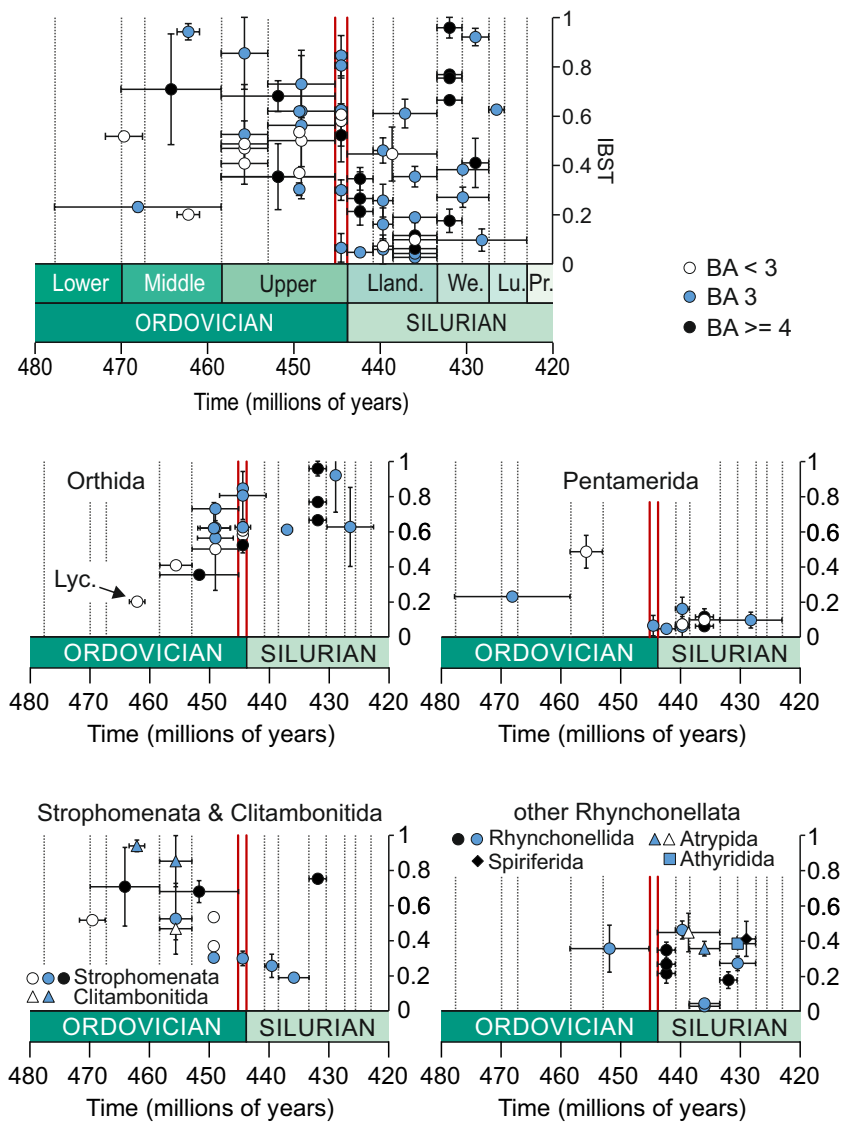 1
0.8
0.6
0.4
0.2
0
IBST
Lower Middle Upper Lland. We. Lu. Pr.
ORDOVICIAN SILURIAN
480 470 460 450 440 430 420
Time (millions of years)
BA < 3
BA 3
BA >= 4
Orthida
Lyc.
1
0.8
0.6
0.4
0.2
0
ORDOVICIAN SILURIAN
480 470 460 450 440 430 420
Time (millions of years)
Pentamerida
1
0.8
0.6
0.4
0.2
0
ORDOVICIAN SILURIAN
480 470 460 450 440 430 420
Time (millions of years)
Strophomenata & Clitambonitida
1
0.8
0.6
0.4
0.2
0
Strophomenata
Clitambonitida
ORDOVICIAN SILURIAN
480 470 460 450 440 430 420
Time (millions of years)
other Rhynchonellata
Rhynchonellida Atrypida
Spiriferida Athyridida
1
0.8
0.6
0.4
0.2
0
ORDOVICIAN SILURIAN
480 470 460 450 440 430 420
Time (millions of years)